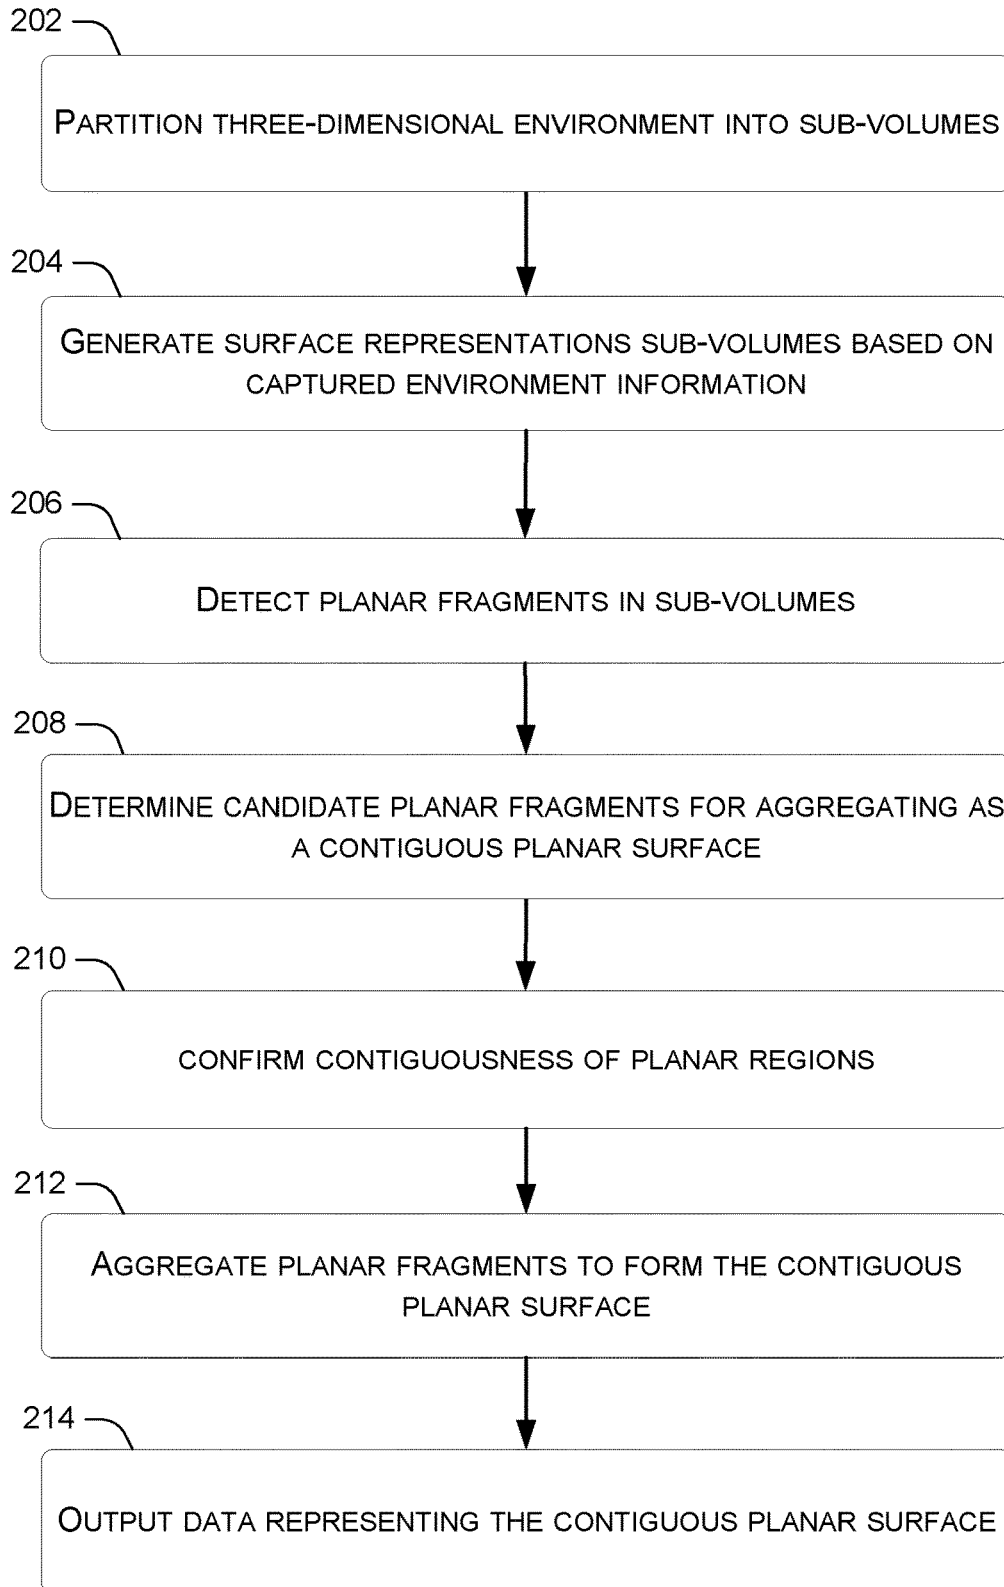 202
PARTITION THREE-DIMENSIONAL ENVIRONMENT INTO SUB-VOLUMES
204
GENERATE SURFACE REPRESENTATIONS SUB-VOLUMES BASED ON
CAPTURED ENVIRONMENT INFORMATION
206
DETECT PLANAR FRAGMENTS IN SUB-VOLUMES
208
DETERMINE CANDIDATE PLANAR FRAGMENTS FOR AGGREGATING AS
A CONTIGUOUS PLANAR SURFACE
210
CONFIRM CONTIGUOUSNESS OF PLANAR REGIONS
212
AGGREGATE PLANAR FRAGMENTS TO FORM THE CONTIGUOUS
PLANAR SURFACE
214
OUTPUT DATA REPRESENTING THE CONTIGUOUS PLANAR SURFACE